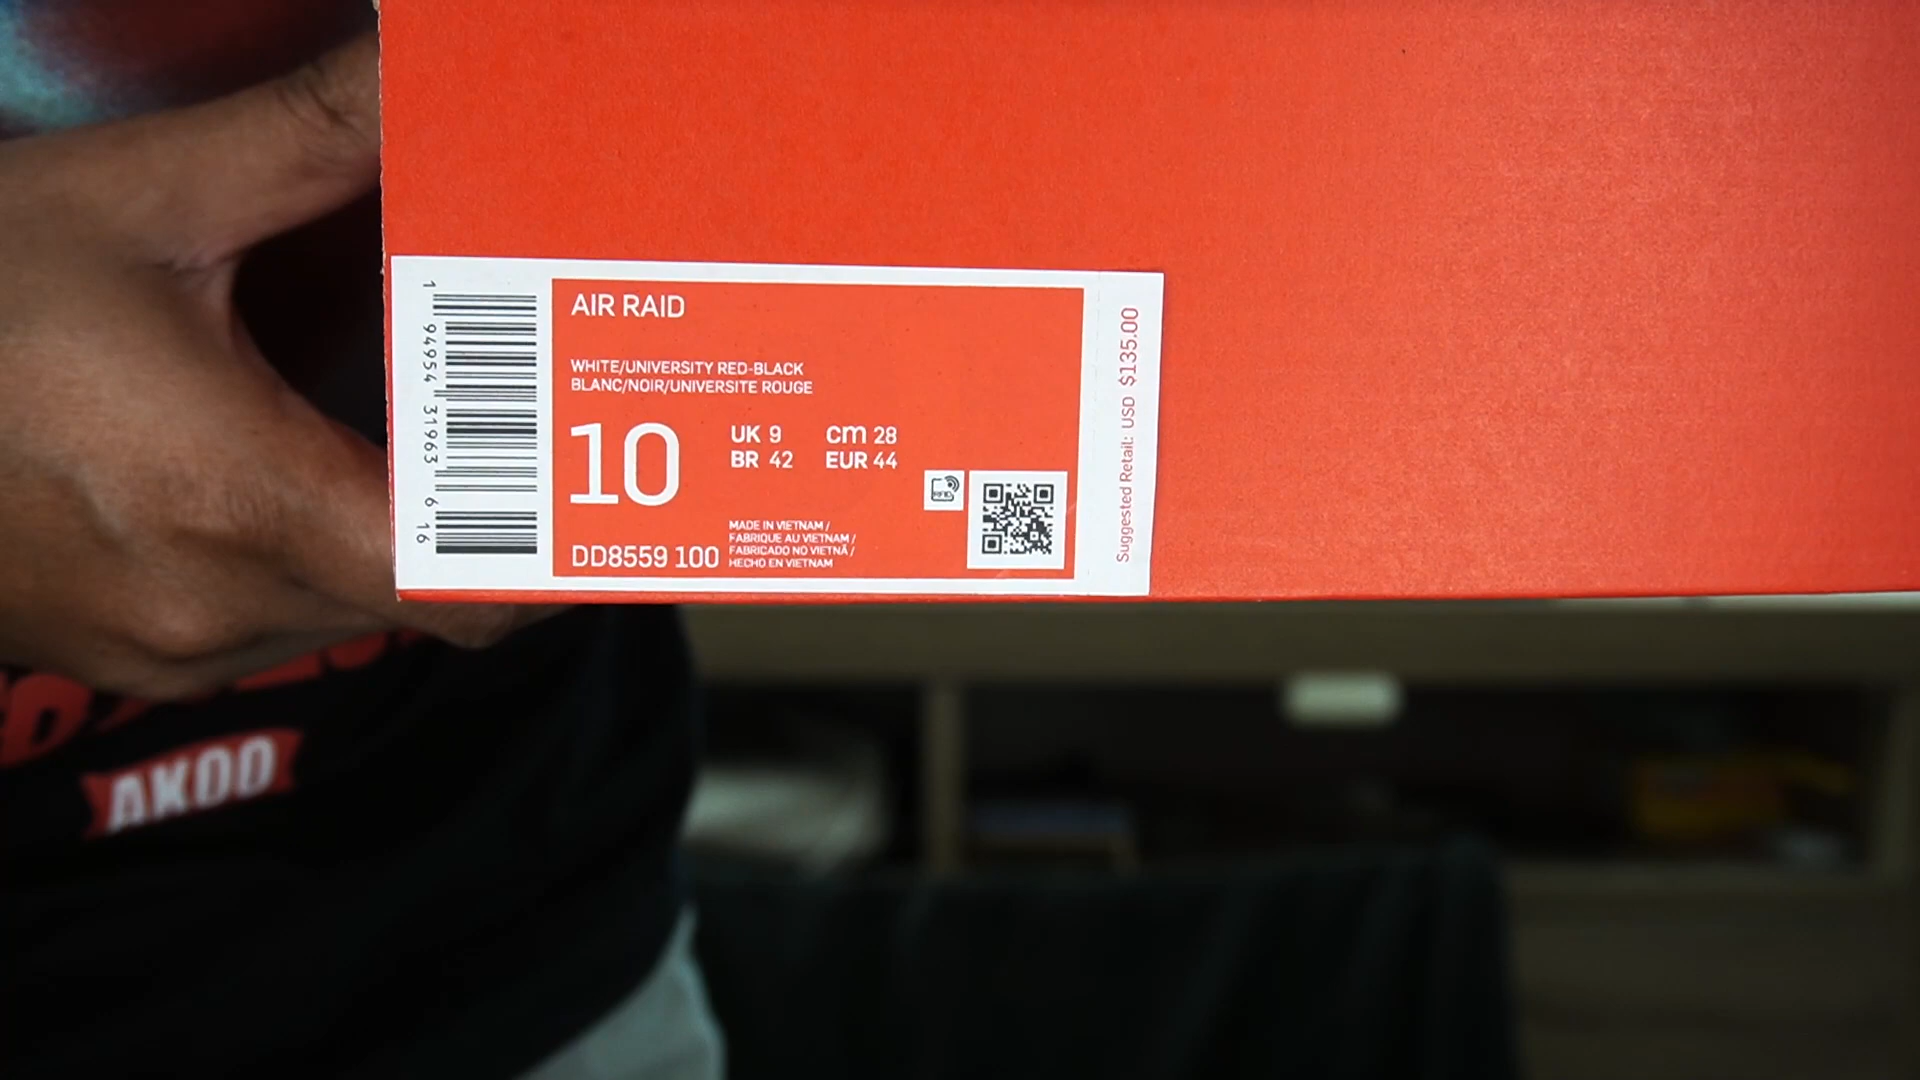 1 94954 31963 6 16
AIR RAID
WHITE/UNIVERSITY RED-BLACK
BLANC/NOIR/UNIVERSITE ROUGE
10
UK 9 cm 28
BR 42 EUR 44
MADE IN VIETNAM /
FABRIQUE AU VIETNAM /
FABRICADO NO VIETNÃ /
HECHO EN VIETNAM
DD8559 100
Suggested Retail: USD $135.00
AKOO